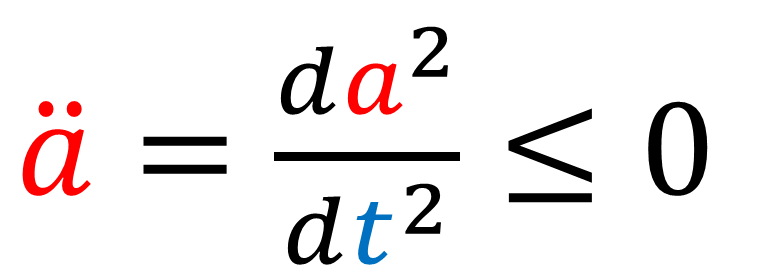 ä = da² / dt² ≤ 0